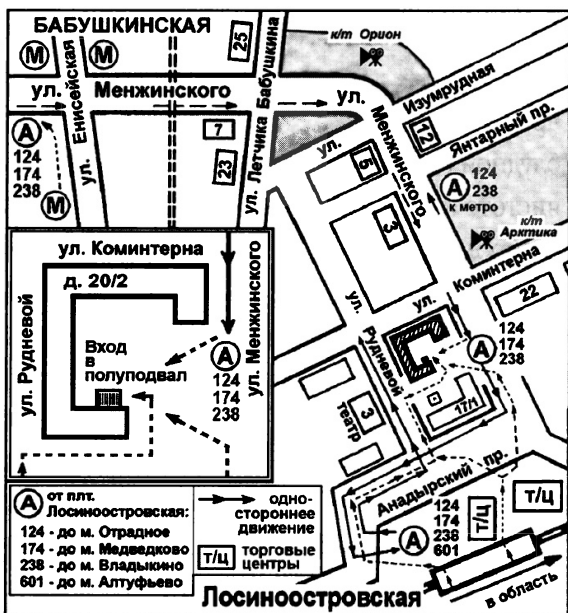 БАБУШКИНСКАЯ
М
М
25
к/т Орион
ул. Менжинского
ул.
Менжинского
Изумрудная
ул.
Енисейская
ул.
ул. Летчика Бабушкина
А
124
174
238
М
7
23
5
12
Янтарный пр.
А
124
238
к метро
к/т
Арктика
3
ул.
Коминтерна
22
ул.
Рудневой
А
124
174
238
17/1
театр
3
Анадырский пр.
А
124
174
238
601
т/ц
т/ц
Лосиноостровская
в область
ул. Коминтерна
д. 20/2
ул. Рудневой
Вход
в
полуподвал
ул. Менжинского
А
124
174
238
А
от плт.
Лосиноостровская:
124 - до м. Отрадное
174 - до м. Медведково
238 - до м. Владыкино
601 - до м. Алтуфьево
одно-
стороннее
движение
т/ц
торговые
центры